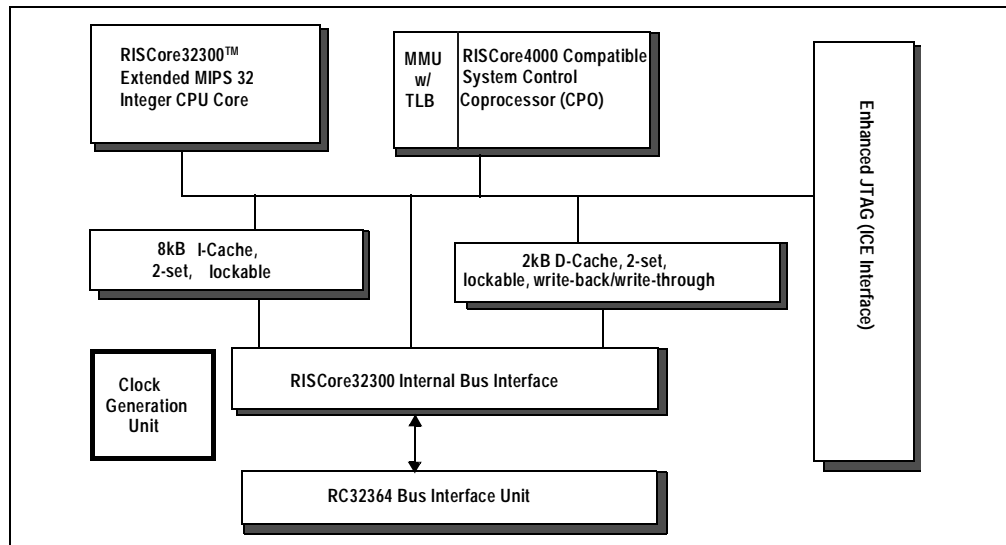 RISCore32300™
Extended MIPS 32
Integer CPU Core
MMU
w/
TLB
RISCore4000 Compatible
System Control
Coprocessor (CPO)
Enhanced JTAG (ICE Interface)
8kB I-Cache,
2-set, lockable
2kB D-Cache, 2-set,
lockable, write-back/write-through
RISCore32300 Internal Bus Interface
Clock
Generation
Unit
RC32364 Bus Interface Unit